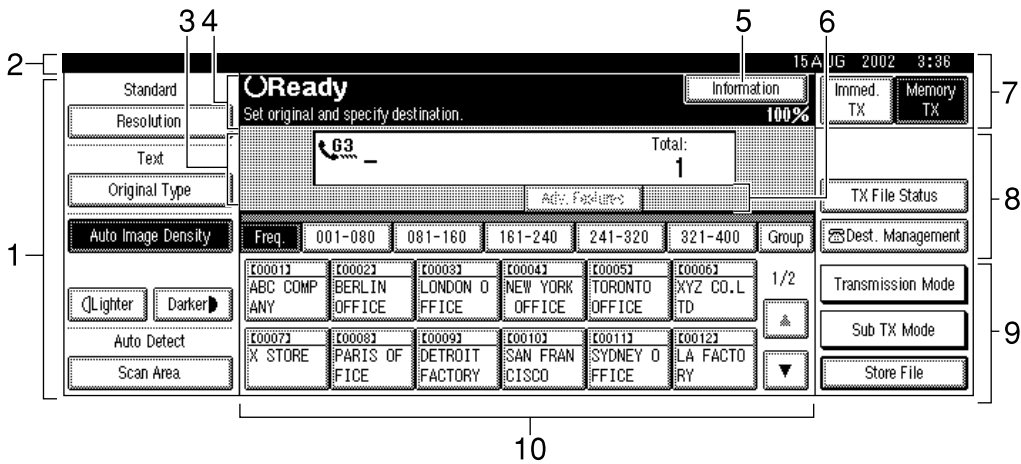 3 4 5 6
2 15 AUG 2002 3:36
Standard
Resolution
Text
Original Type
Auto Image Density
Lighter Darker
Auto Detect
Scan Area
1
Ready
Information
Set original and specify destination. 100%
G3 _ Total:
1
Adv. Features
Freq. 001-080 081-160 161-240 241-320 321-400 Group
[0001] [0002] [0003] [0004] [0005] [0006]
ABC COMP BERLIN LONDON O NEW YORK TORONTO XYZ CO.L
ANY OFFICE FFICE OFFICE OFFICE TD
1/2
[0007] [0008] [0009] [0010] [0011] [0012]
X STORE PARIS OF DETROIT SAN FRAN SYDNEY O LA FACTO
FICE FACTORY CISCO FFICE RY
Immed. Memory
TX TX
7
TX File Status
8
Dest. Management
Transmission Mode
Sub TX Mode
9
Store File
10